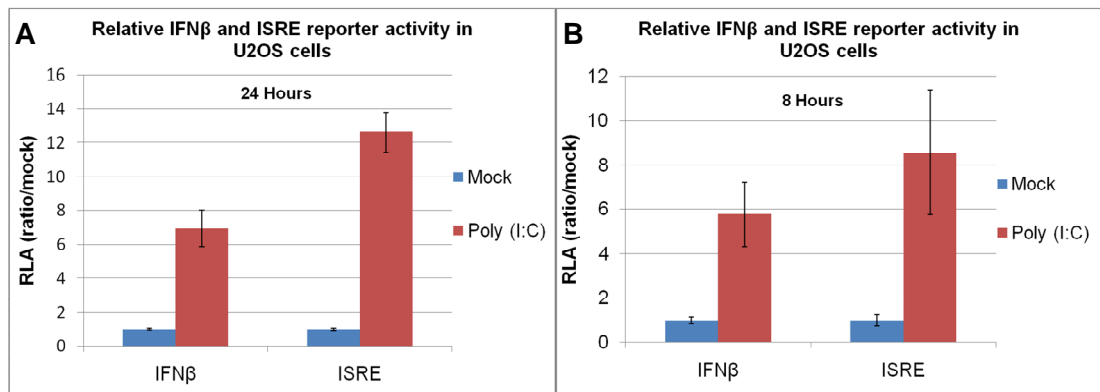 A
Relative IFNβ and ISRE reporter activity in
U2OS cells
24 Hours
RLA (ratio/mock)
16
14
12
10
8
6
4
2
0
IFNβ
ISRE
Mock
Poly (I:C)
B
Relative IFNβ and ISRE reporter activity in
U2OS cells
8 Hours
RLA (ratio/mock)
12
10
8
6
4
2
0
IFNβ
ISRE
Mock
Poly (I:C)